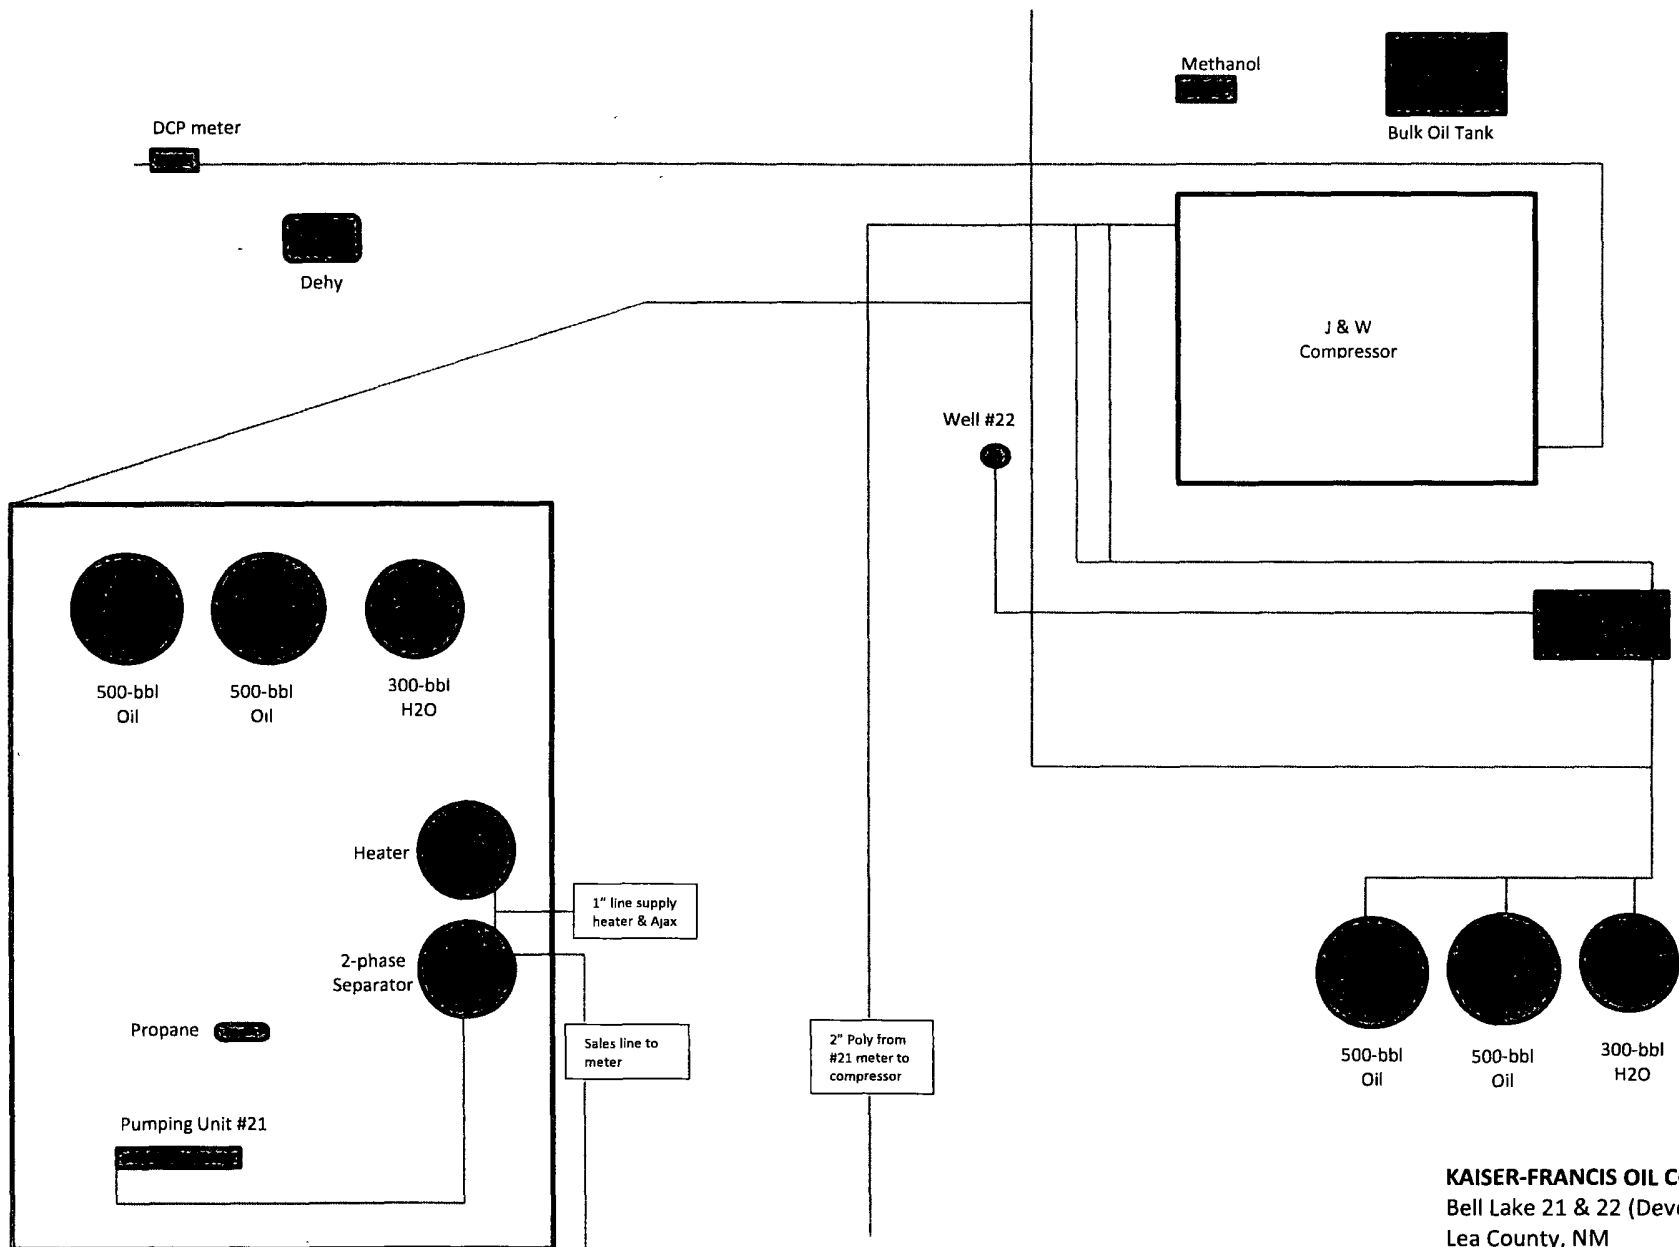 Methanol
Bulk Oil Tank
DCP meter
Dehy
J & W
Compressor
Well #22
500-bbl
Oil
500-bbl
Oil
300-bbl
H2O
Heater
1" line supply
heater & Ajax
2-phase
Separator
Propane
Sales line to
meter
2" Poly from
#21 meter to
compressor
Pumping Unit #21
500-bbl
Oil
500-bbl
Oil
300-bbl
H2O
KAISER-FRANCIS OIL
Bell Lake 21 & 22
Lea County, NM